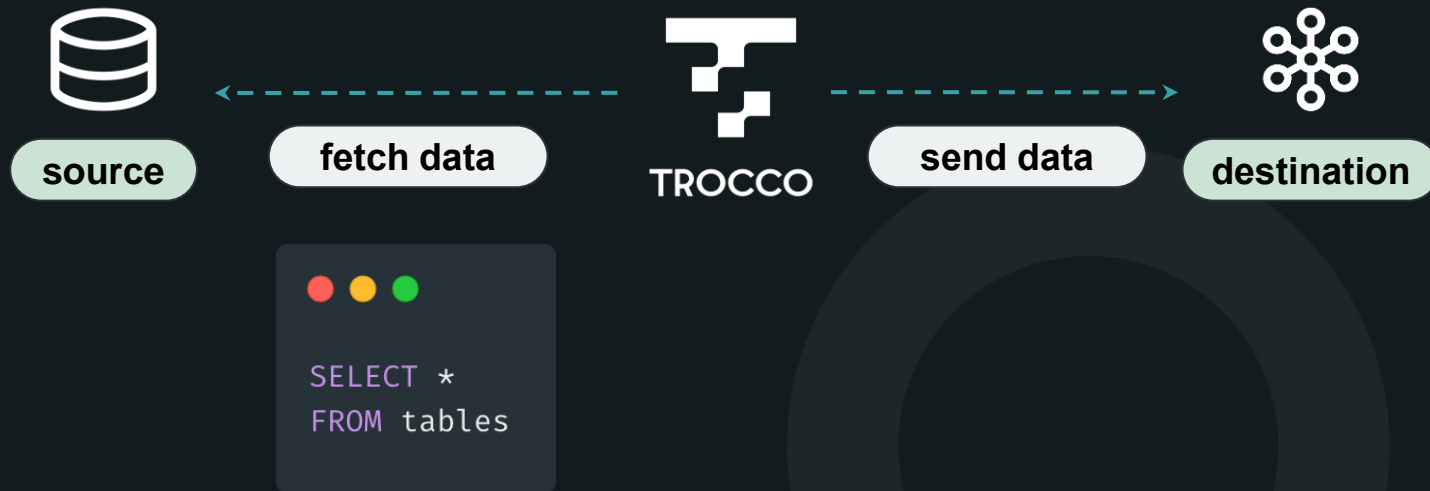 source
fetch data
TROCCO
send data
destination
SELECT *
FROM tables